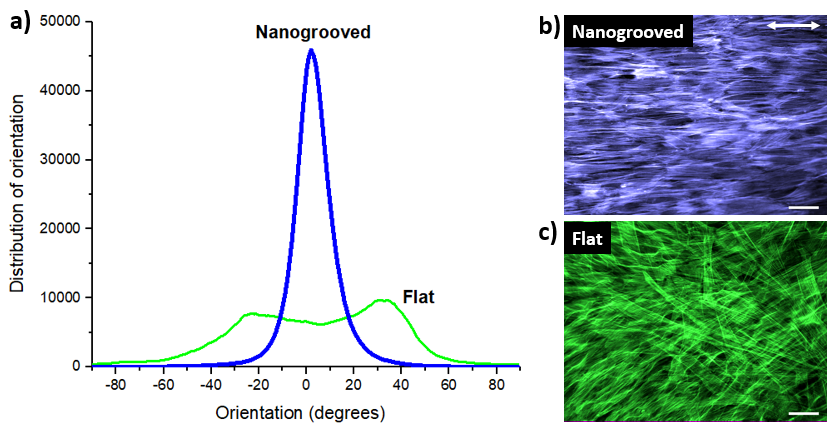 a)
50000
40000
30000
20000
10000
0
Distribution of orientation
Nanogrooved
Flat
-80 -60 -40 -20 0 20 40 60 80
Orientation (degrees)
b)
Nanogrooved
c)
Flat